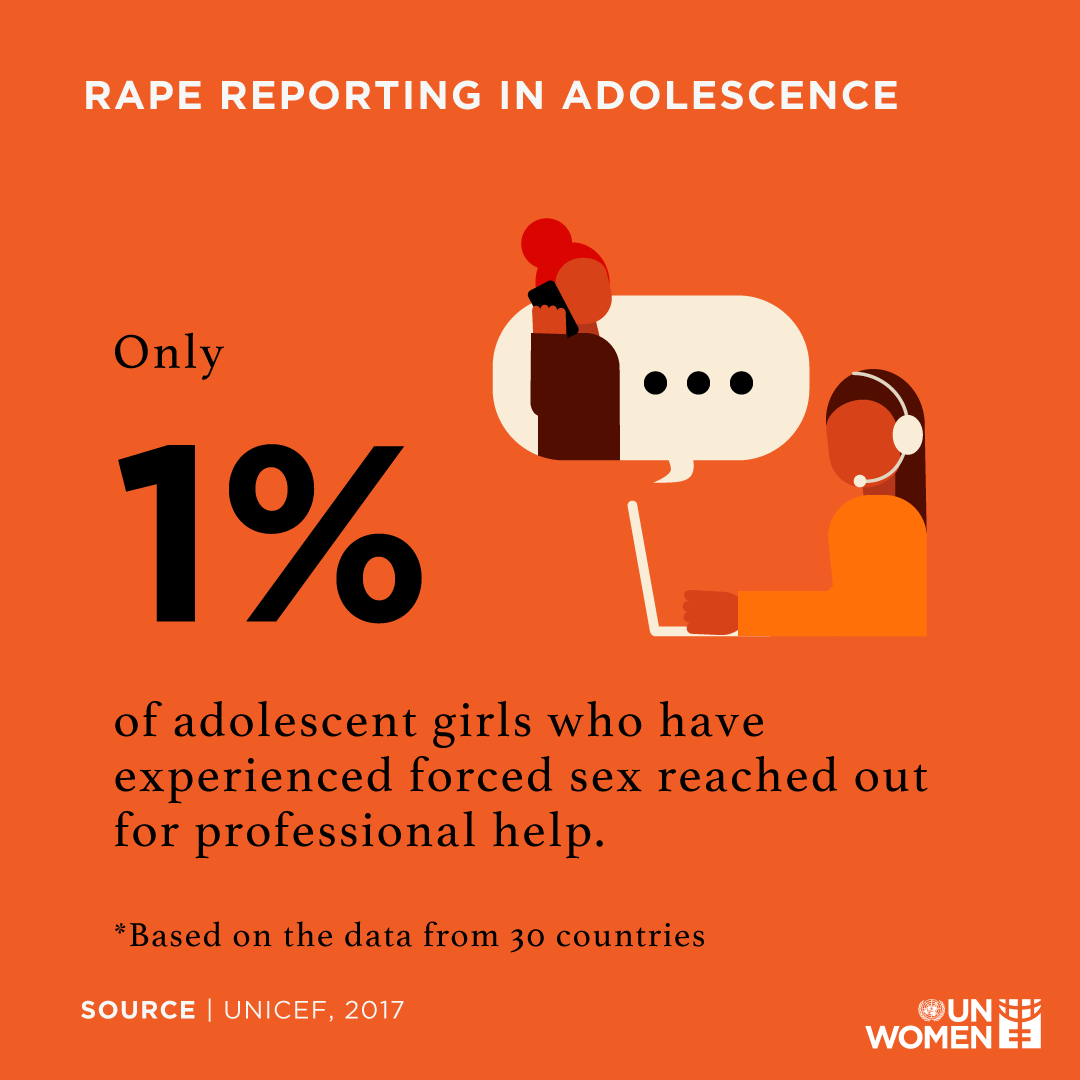 RAPE REPORTING IN ADOLESCENCE
Only
1%
of adolescent girls who have
experienced forced sex reached out
for professional help.
*Based on the data from 30 countries
SOURCE | UNICEF, 2017
UN
WOMEN